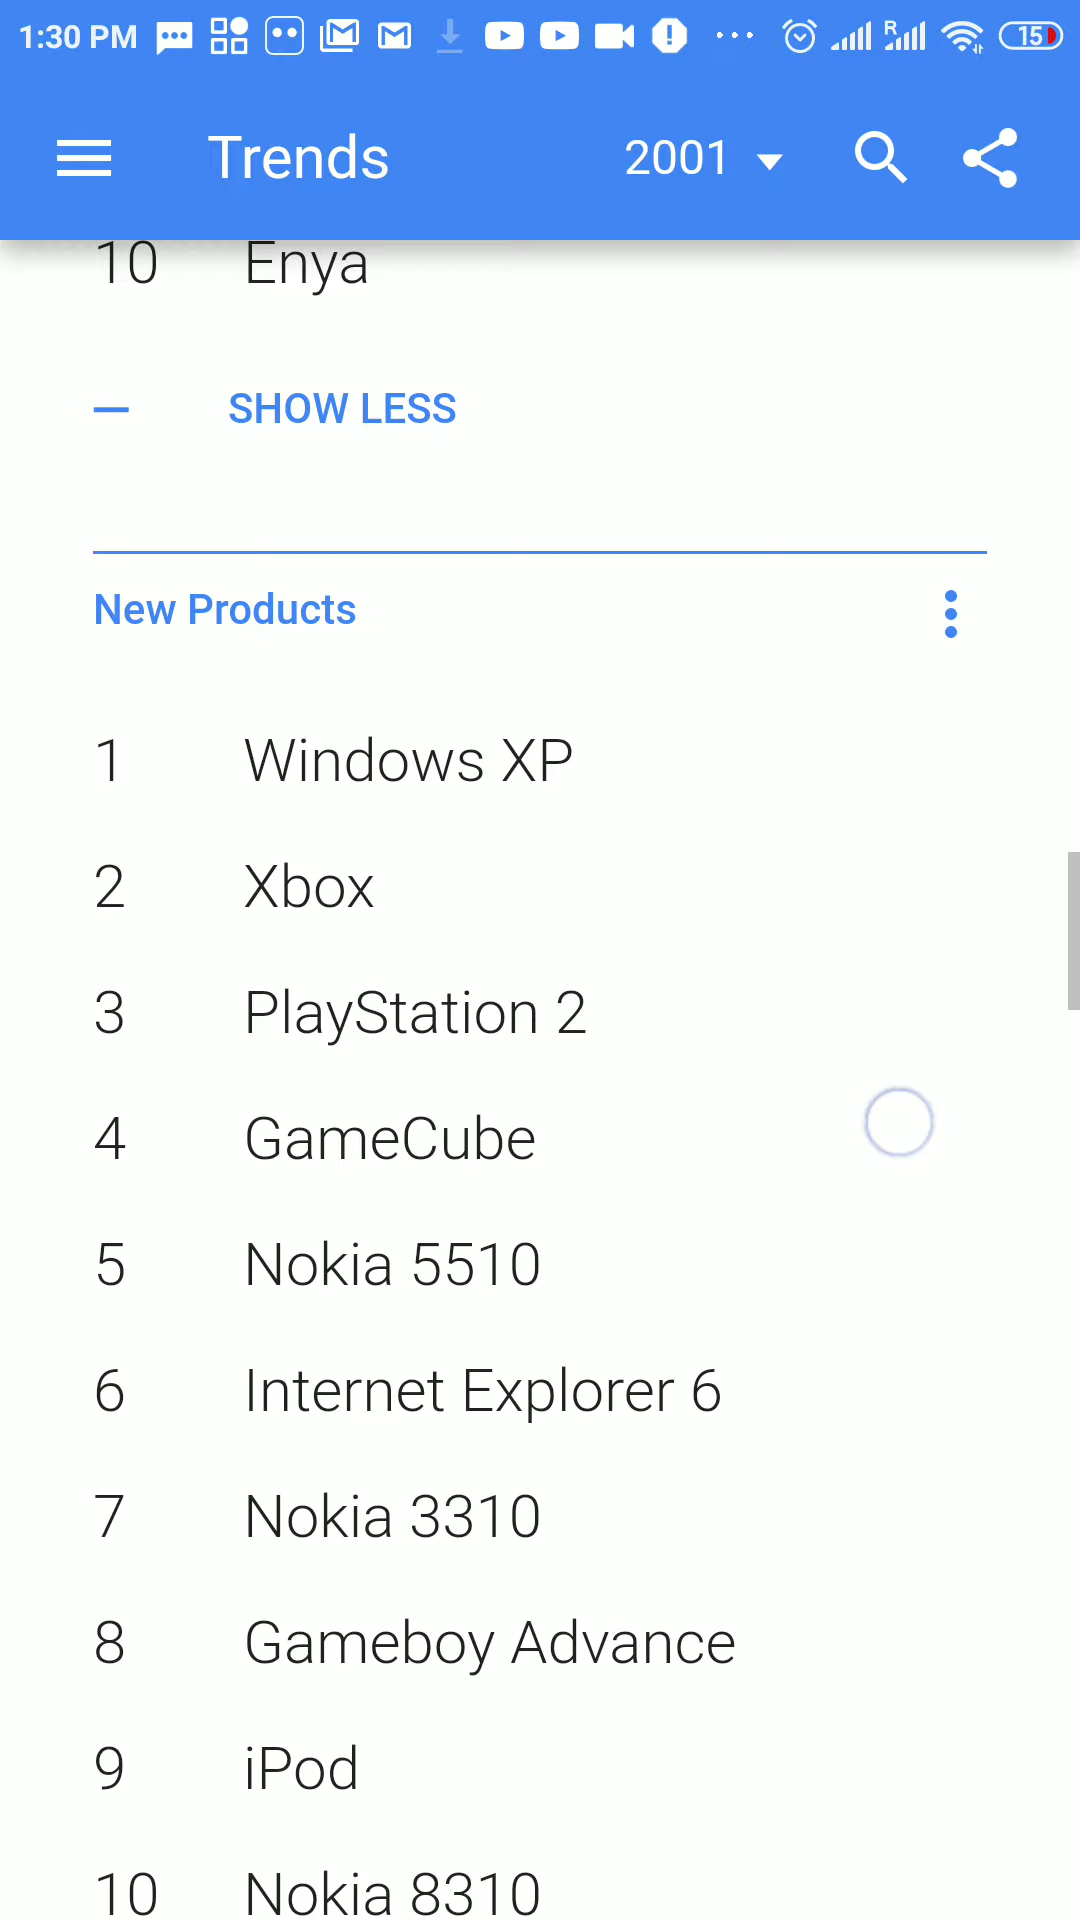 1:30 PM
R
15
Trends
2001
10 Enya
SHOW LESS
New Products
1 Windows XP
2 Xbox
3 PlayStation 2
4 GameCube
5 Nokia 5510
6 Internet Explorer 6
7 Nokia 3310
8 Gameboy Advance
9 iPod
10 Nokia 8310